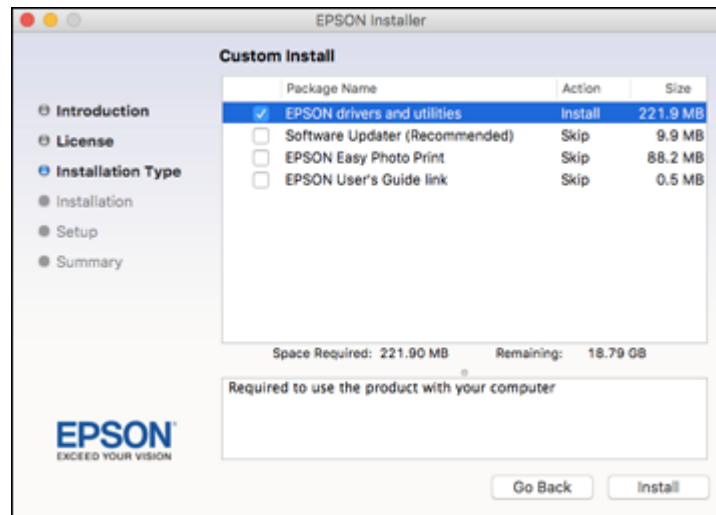 EPSON Installer
Custom Install
Package Name Action Size
EPSON drivers and utilities Install 221.9 MB
Software Updater (Recommended) Skip 9.9 MB
EPSON Easy Photo Print Skip 88.2 MB
EPSON User's Guide link Skip 0.5 MB
Introduction
License
Installation Type
Installation
Setup
Summary
Space Required: 221.90 MB Remaining: 18.79 GB
Required to use the product with your computer
EPSON
EXCEED YOUR VISION
Go Back Install